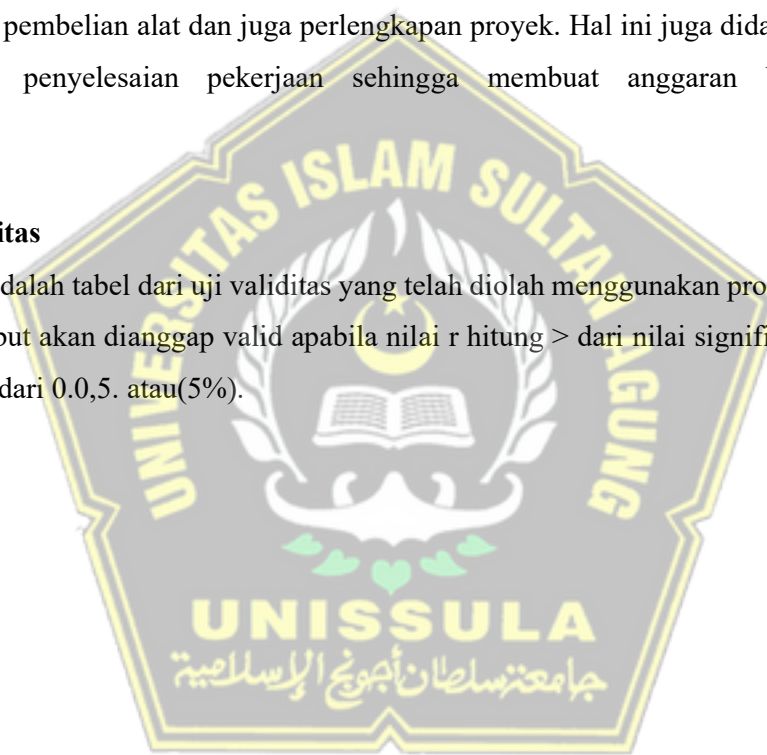 pembelian alat dan juga perlengkapan proyek. Hal ini juga dida
penyelesaian pekerjaan sehingga membuat anggaran
itas
dalah tabel dari uji validitas yang telah diolah menggunakan pro
but akan dianggap valid apabila nilai r hitung > dari nilai signifi
dari 0.0,5. atau(5%).
UNIVERSITAS ISLAM SULTAN AGUNG
UNISSULA
جامعة سلطان أجونج الإسلامية